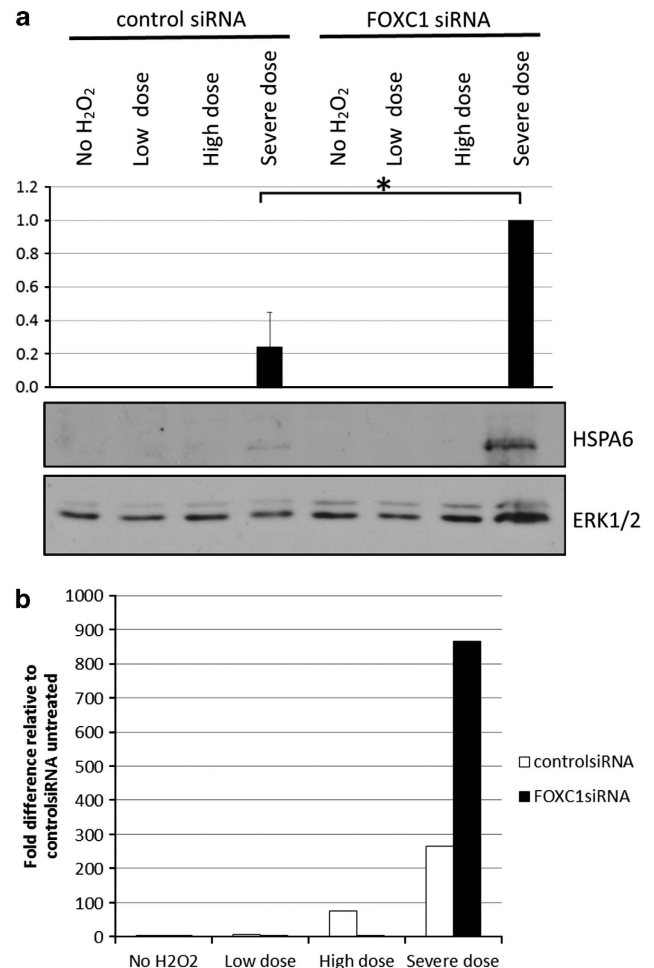 a
control siRNA FOXC1 siRNA
No H₂O₂ Low dose High dose Severe dose No H₂O₂ Low dose High dose Severe dose
*
1.2
1.0
0.8
0.6
0.4
0.2
0.0
HSPA6
ERK1/2
b
Fold difference relative to
controlsiRNA untreated
1000
900
800
700
600
500
400
300
200
100
0
No H2O2 Low dose High dose Severe dose
controlsiRNA
FOXC1siRNA